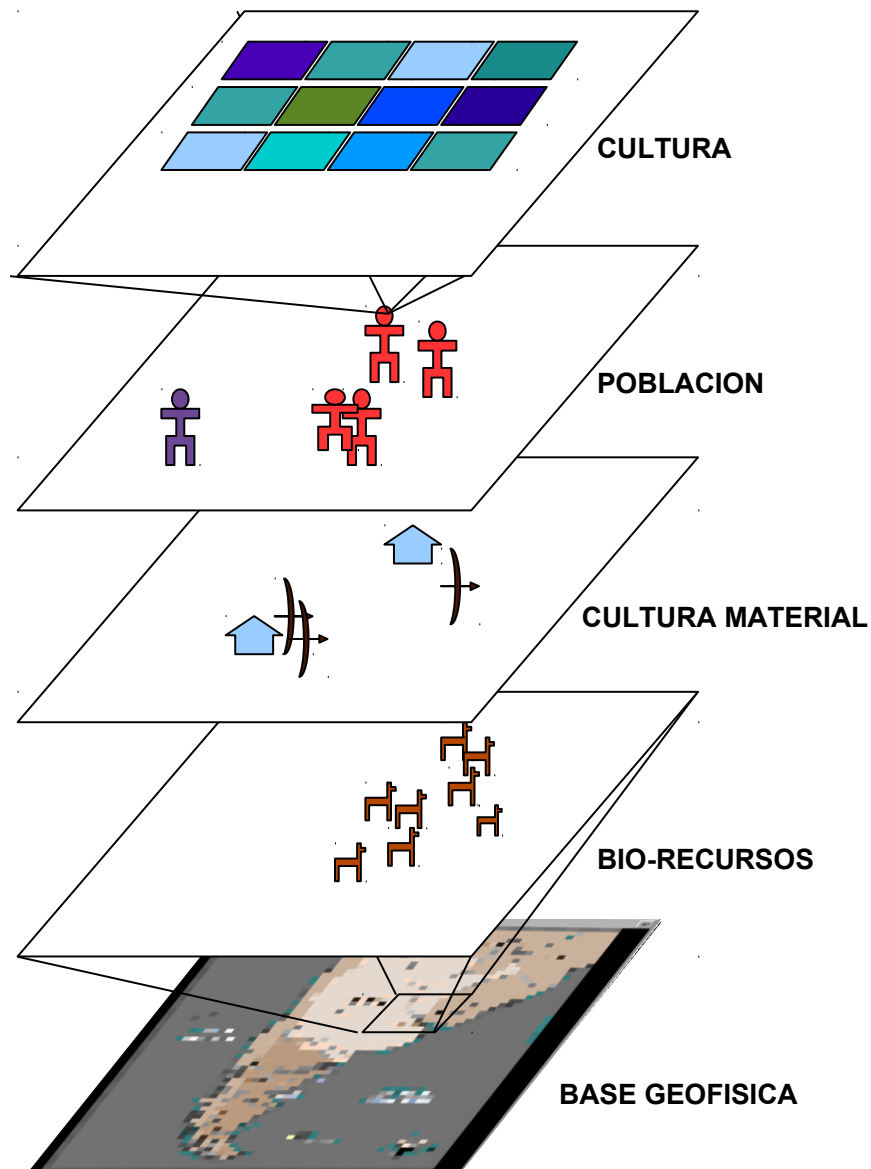 CULTURA
POBLACION
CULTURA MATERIAL
BIO-RECURSOS
BASE GEOFISICA